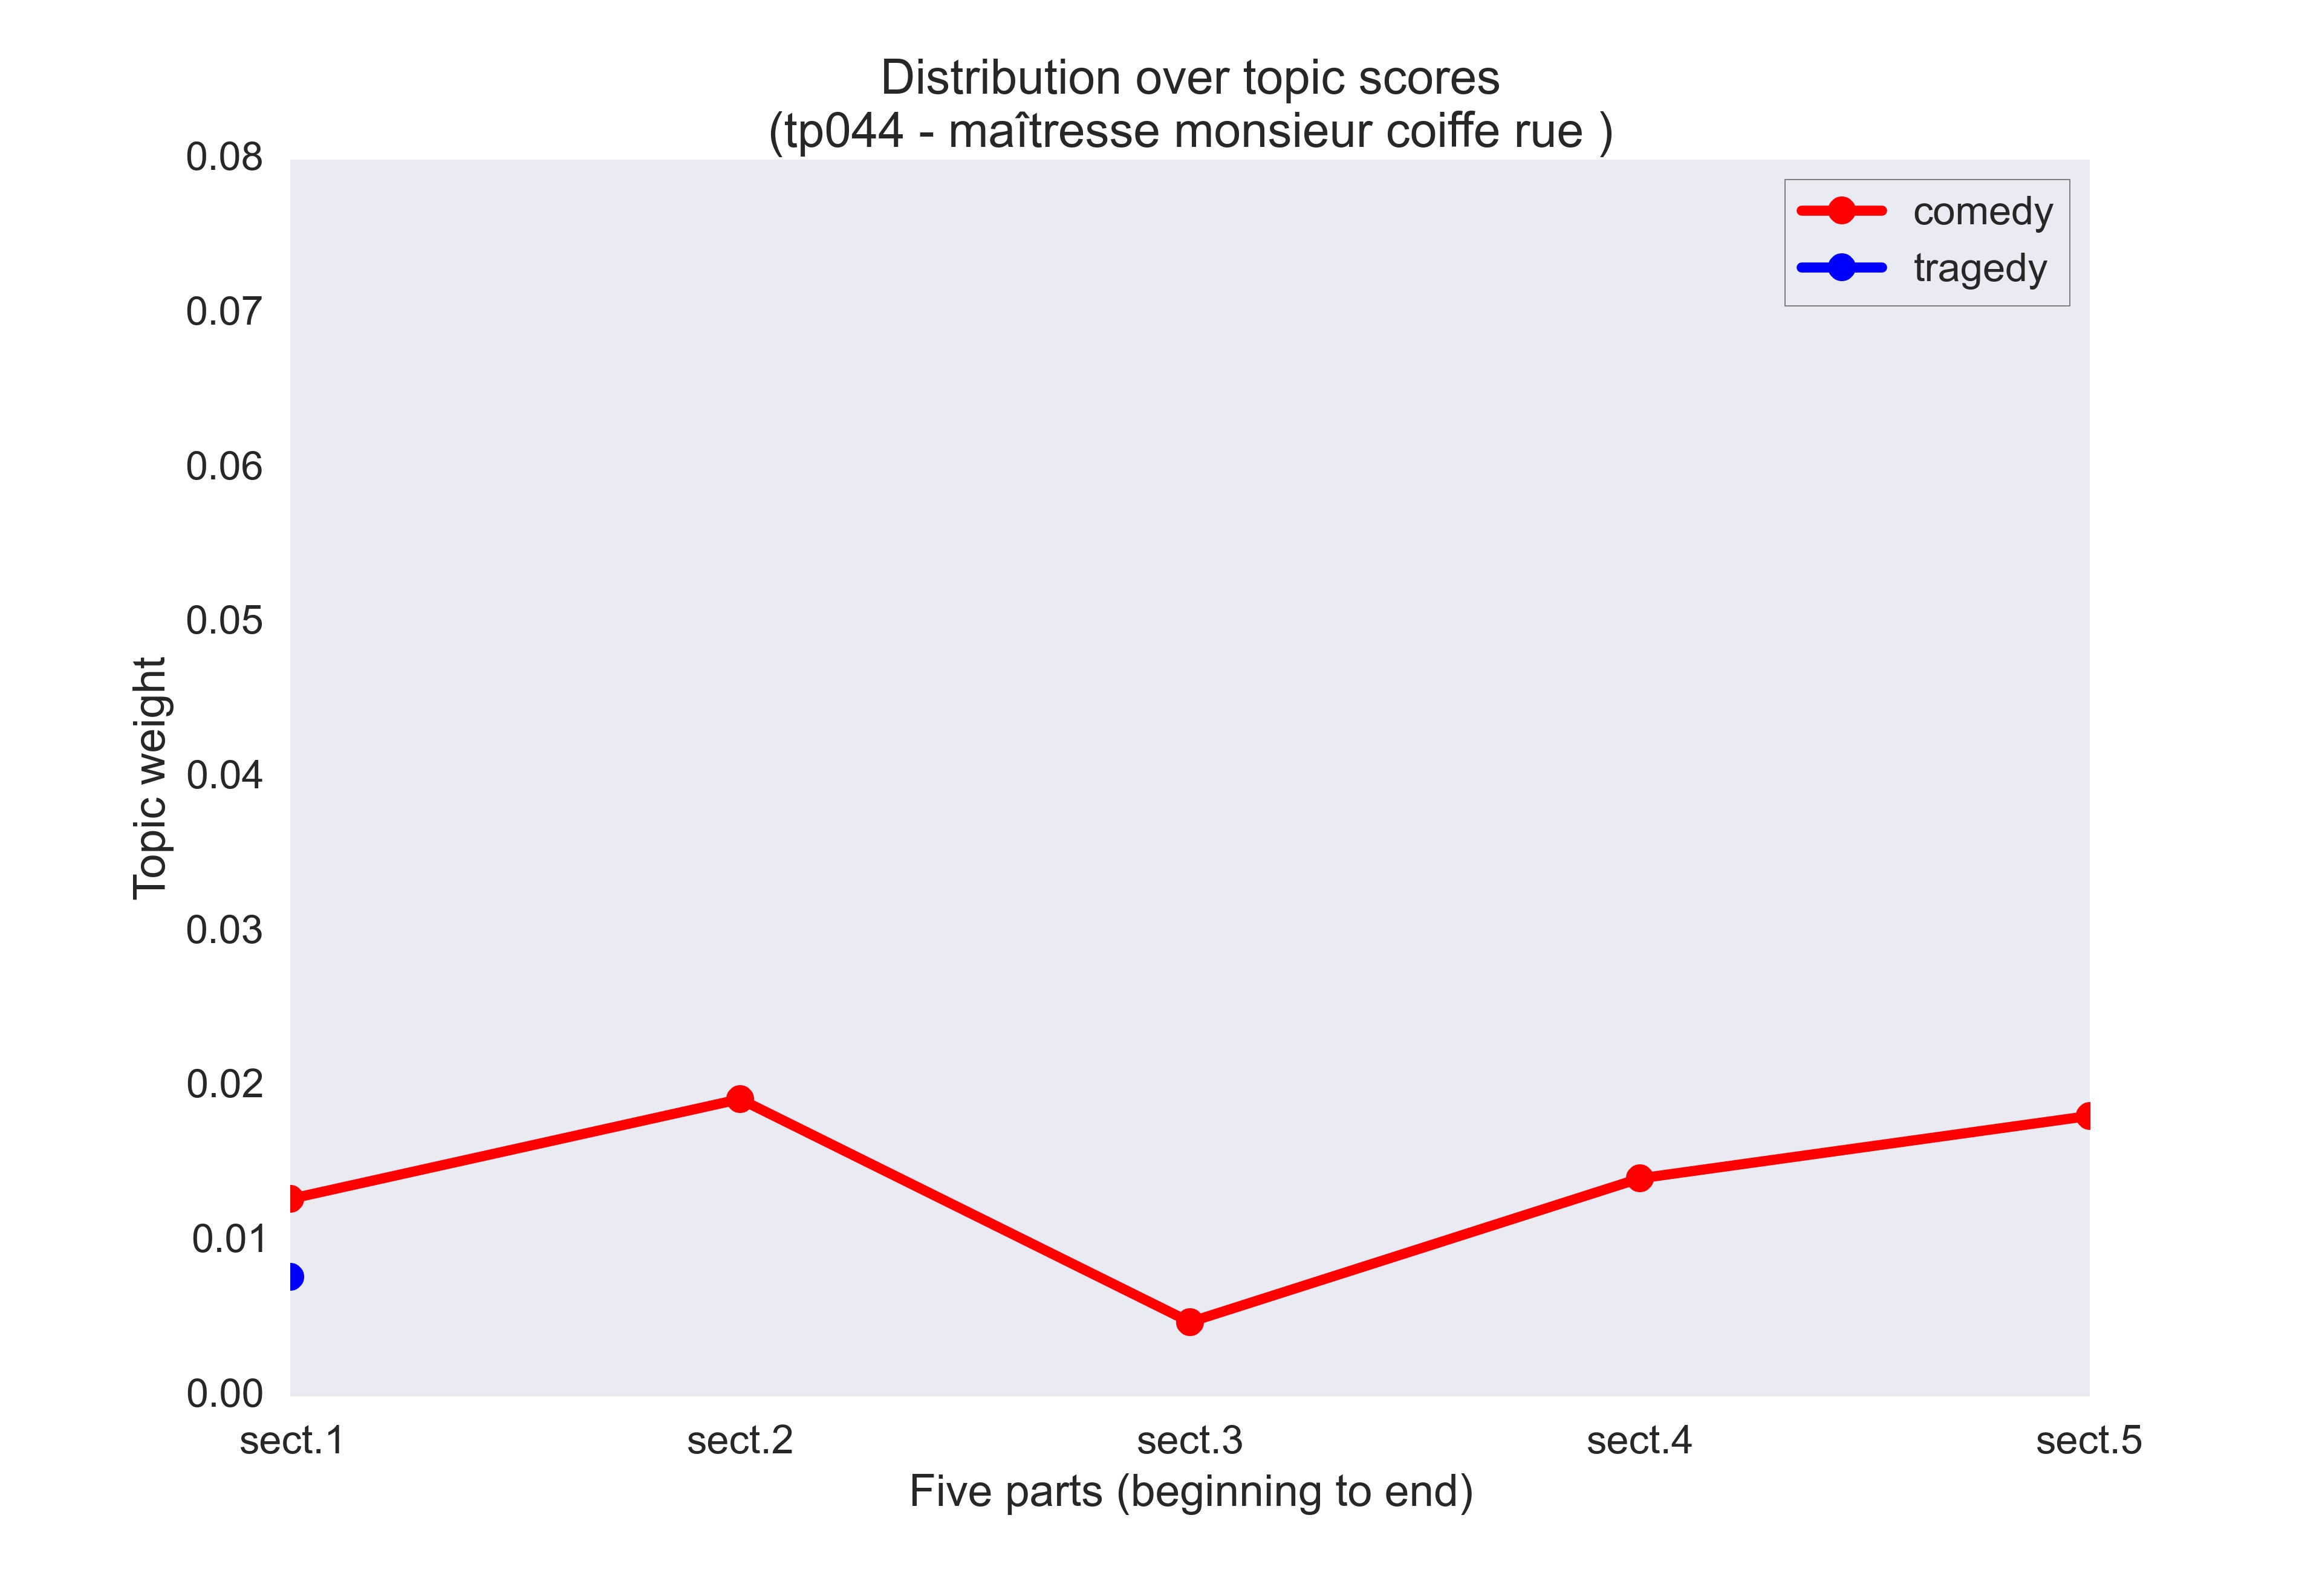 Distribution over topic scores
(tp044 - maîtresse monsieur coiffe rue )
0.08
0.07
0.06
0.05
0.04
0.03
0.02
0.01
0.00
Topic weight
comedy
tragedy
sect.1 sect.2 sect.3 sect.4 sect.5
Five parts (beginning to end)